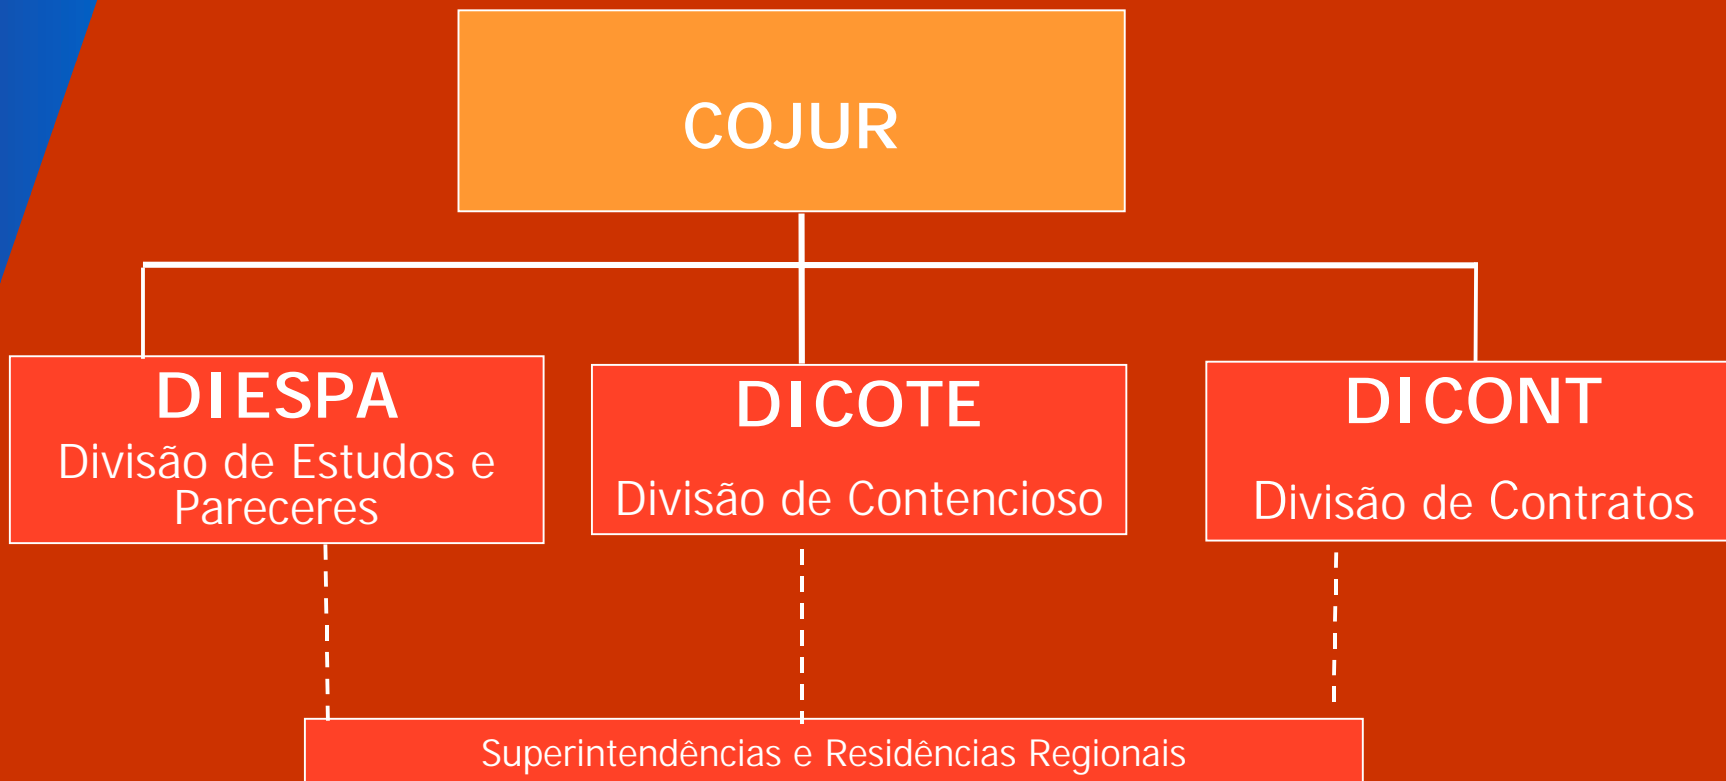 COJUR
DIESPA
Divisão de Estudos e
Pareceres
DICOTE
Divisão de Contencioso
DICONT
Divisão de Contratos
Superintendências e Residências Regionais